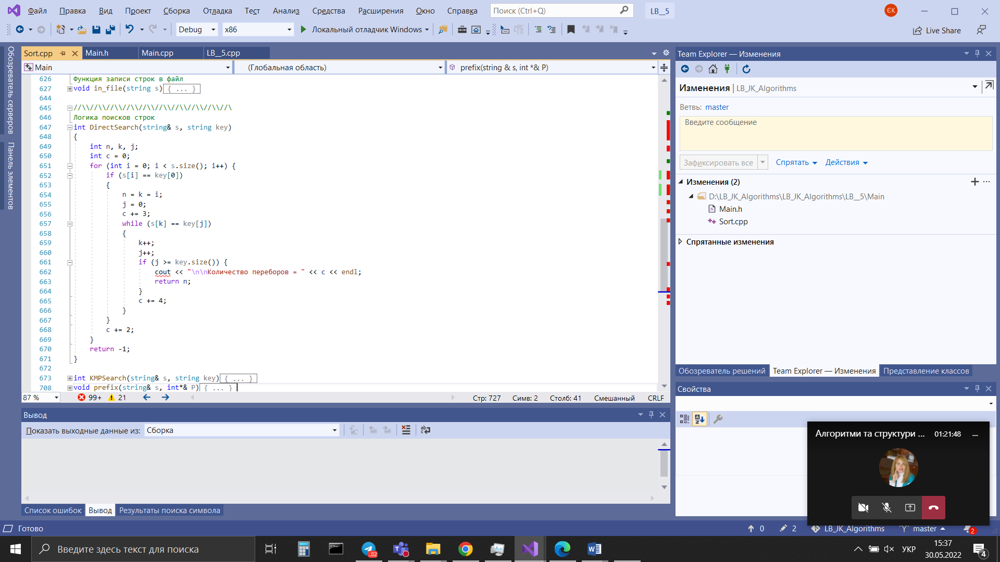 Файл Правка Вид Проект Сборка Отладка Тест Анализ Средства Расширения Окно Справка Поиск (Ctrl+Q) LB__5 ЄК
Debug x86 Локальный отладчик Windows Live Share
Обозреватель серверов
Панель элементов
Sort.cpp Main.h Main.cpp LB__5.cpp
Main (Глобальная область) prefix(string & s, int *& P)
626 Функция записи строк в файл
627 void in_file(string s) { ... }
644
645 //\\//\\//\\//\\//\\//\\//\\//\\//\\//\
646 Логика поисков строк
647 int DirectSearch(string& s, string key)
648 {
649 int n, k, j;
650 int c = 0;
651 for (int i = 0; i < s.size(); i++) {
652 if (s[i] == key[0])
653 {
654 n = k = i;
655 j = 0;
656 c += 3;
657 while (s[k] == key[j])
658 {
659 k++;
660 j++;
661 if (j >= key.size()) {
662 cout << "\n\nКоличество переборов = " << c << endl;
663 return n;
664 }
665 c += 4;
666 }
667 }
668 c += 2;
669 }
670 return -1;
671 }
672
673 int KMPSearch(string& s, string key) { ... }
708 void prefix(string& s, int*& P) { ... }
87 % 99+ 21 Стр: 727 Симв: 2 Столб: 41 Смешанный CRLF
Вывод
Показать выходные данные из: Сборка
Список ошибок Вывод Результаты поиска символа
Team Explorer — Изменения
Изменения | LB_JK_Algorithms
Ветвь: master
Введите сообщение
Зафиксировать все Спрятать Действия
Изменения (2)
D:\LB_JK_Algorithms\LB_JK_Algorithms\LB__5\Main
Main.h
Sort.cpp
Спрятанные изменения
Обозреватель решений Team Explorer — Изменения Представление классов
Свойства
Алгоритми та структури ... 01:21:48
Готово 0 2 LB_JK_Algorithms master 2
Введите здесь текст для поиска
..02
УКР
15:37
30.05.2022
4